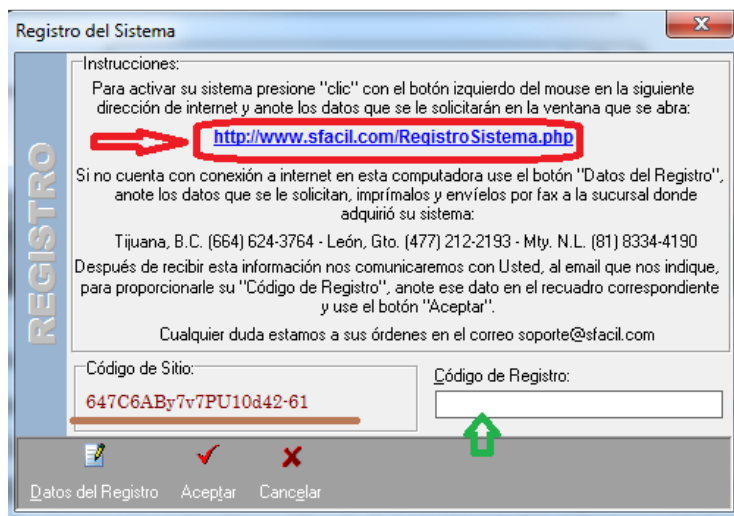 Registro del Sistema
Instrucciones:
Para activar su sistema presione "clic" con el botón izquierdo del mouse en la siguiente
dirección de internet y anote los datos que se le solicitarán en la ventana que se abra:
http://www.sfacil.com/RegistroSistema.php
Si no cuenta con conexión a internet en esta computadora use el botón "Datos del Registro",
anote los datos que se le solicitan, imprímalos y envíelos por fax a la sucursal donde
adquirió su sistema:
Tijuana, B.C. (664) 624-3764 - León, Gto. (477) 212-2193 - Mty. N.L. (81) 8334-4190
Después de recibir esta información nos comunicaremos con Usted, al email que nos indique,
para proporcionarle su "Código de Registro", anote ese dato en el recuadro correspondiente
y use el botón "Aceptar".
Cualquier duda estamos a sus órdenes en el correo soporte@sfacil.com
REGISTRO
Código de Sitio:
647C6ABy7v7PU10d42-61
Código de Registro:
Datos del Registro Aceptar Cancelar